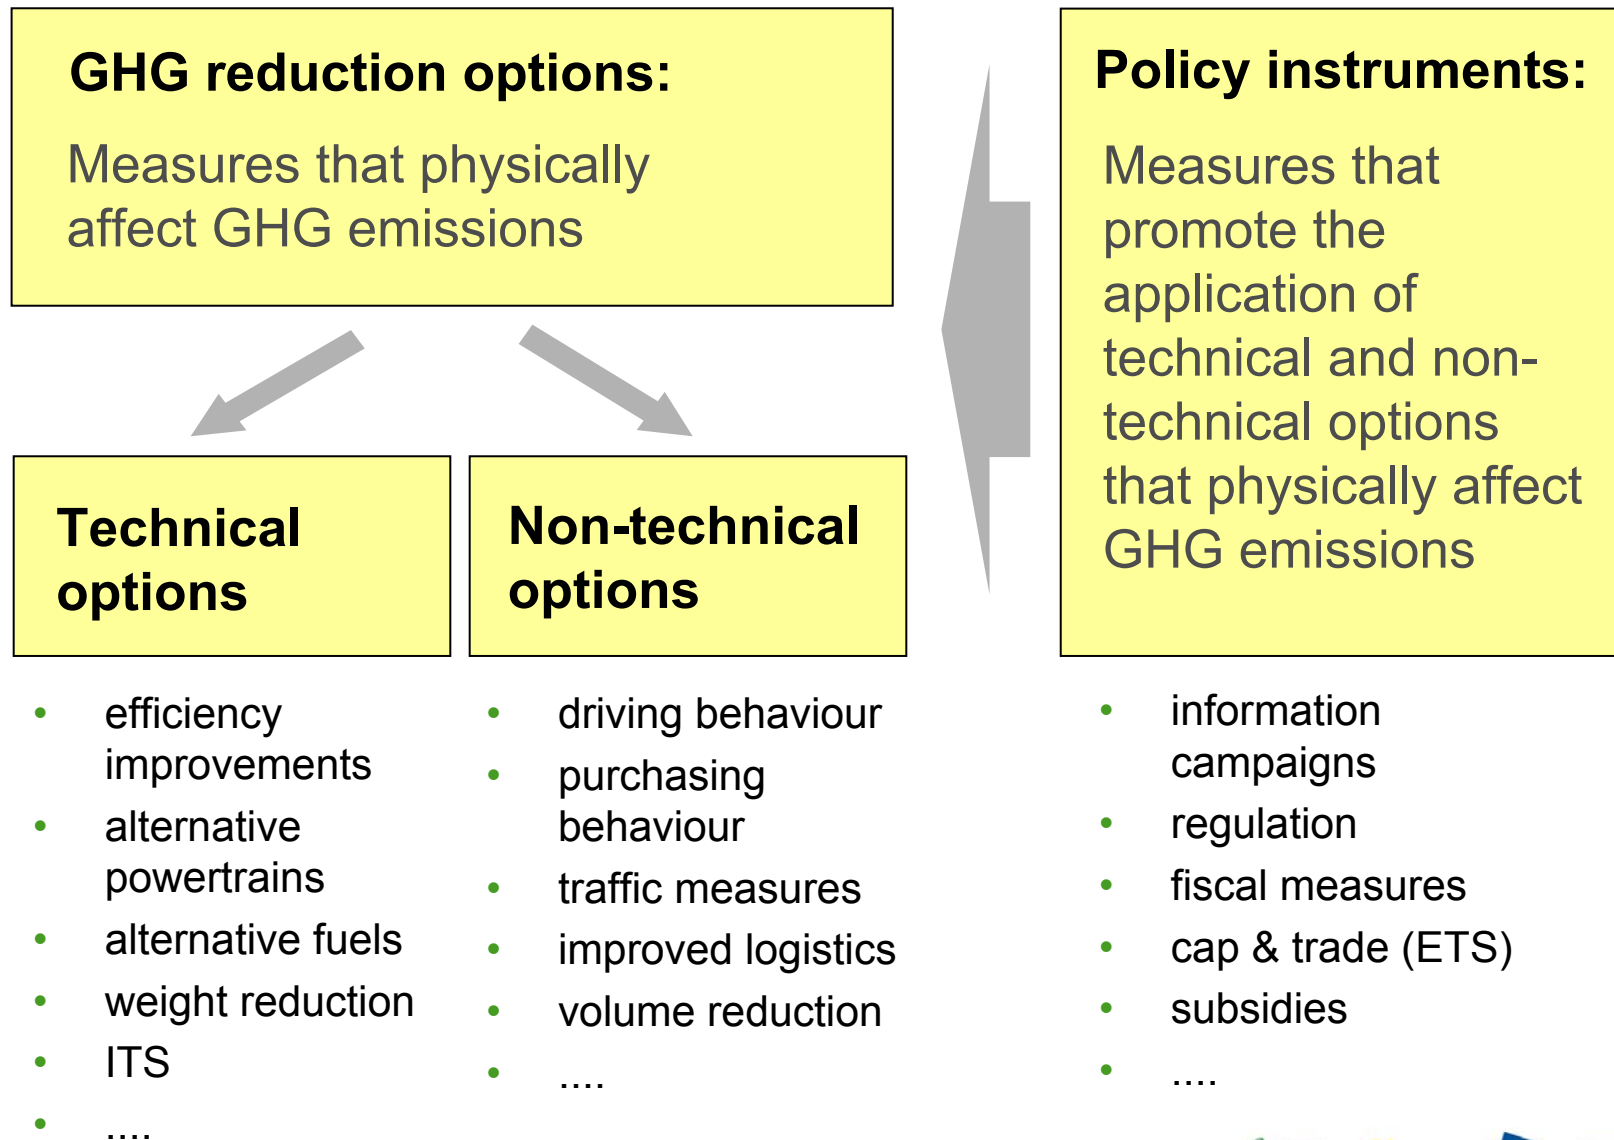 GHG reduction options:
Measures that physically
affect GHG emissions
Technical
options
• efficiency
improvements
• alternative
powertrains
• alternative fuels
• weight reduction
• ITS
• ....
Non-technical
options
• driving behaviour
• purchasing
behaviour
• traffic measures
• improved logistics
• volume reduction
• ....
Policy instruments:
Measures that
promote the
application of
technical and non-
technical options
that physically affect
GHG emissions
• information
campaigns
• regulation
• fiscal measures
• cap & trade (ETS)
• subsidies
• ....